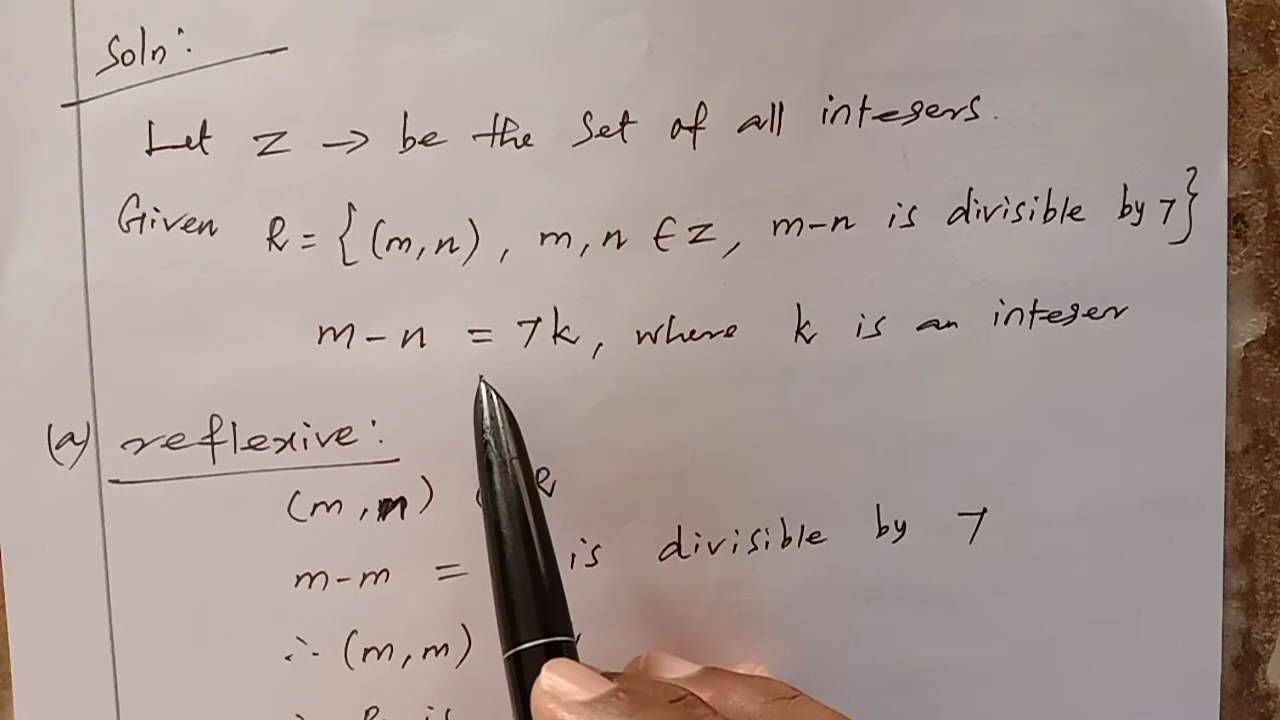 Soln:
Let Z → be the set of all integers.
Given R = {(m,n), m,n ∈ Z, m-n is divisible by 7}
m-n = 7k, where k is an integer
(a) reflexive:
(m,m) R
m-m = is divisible by 7
∴ (m,m)
∴ R is